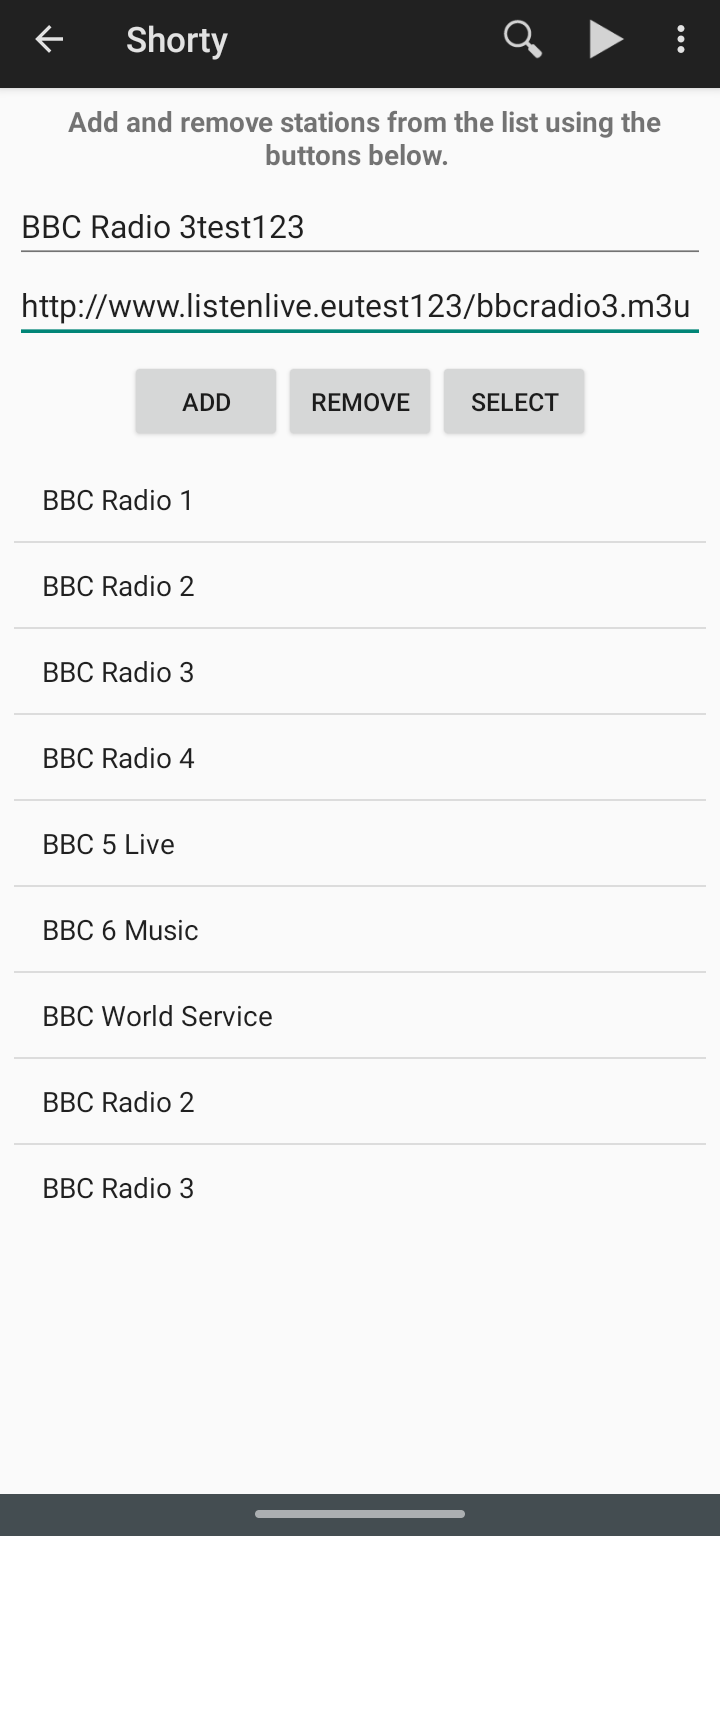 Shorty
Add and remove stations from the list using the
buttons below.
BBC Radio 3test123
http://www.listenlive.eutest123/bbcradio3.m3u
ADD
REMOVE
SELECT
BBC Radio 1
BBC Radio 2
BBC Radio 3
BBC Radio 4
BBC 5 Live
BBC 6 Music
BBC World Service
BBC Radio 2
BBC Radio 3